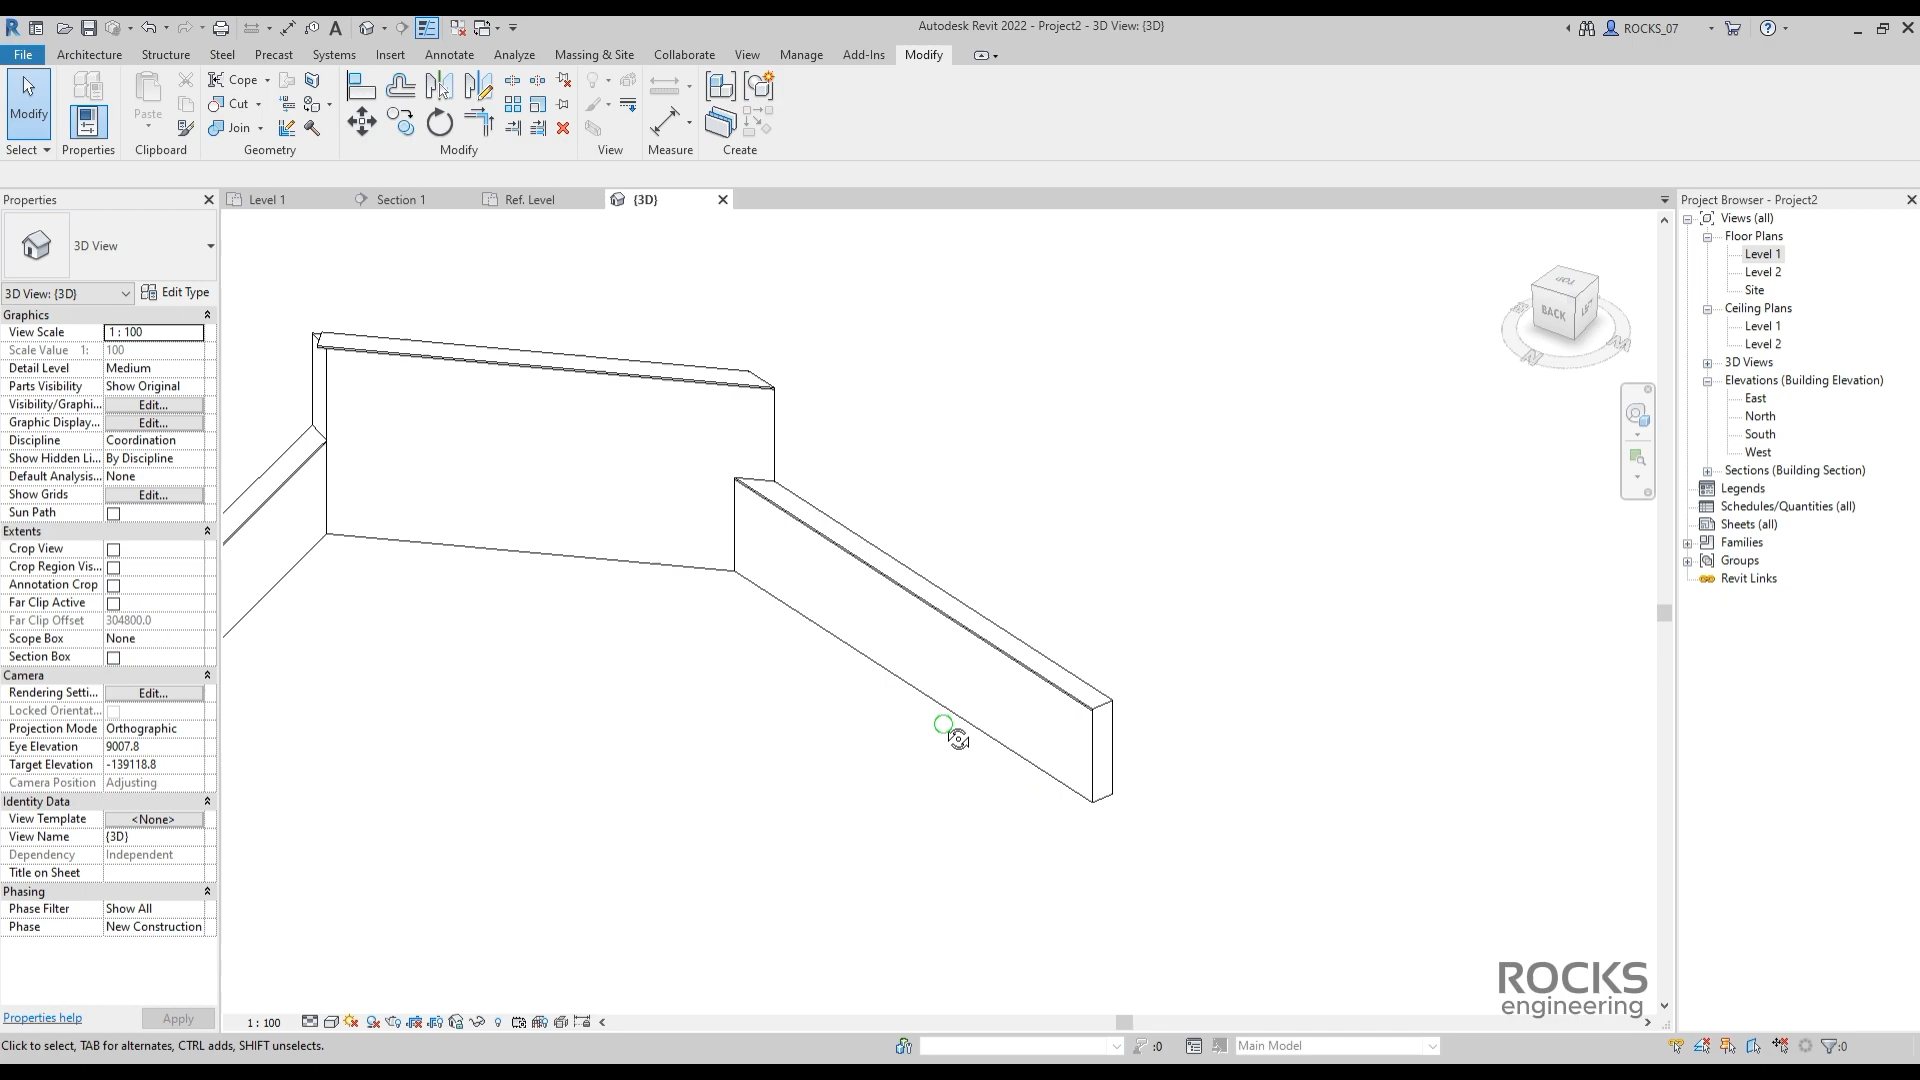 Autodesk Revit 2022 - Project2 - 3D View: {3D}
ROCKS_07
File Architecture Structure Steel Precast Systems Insert Annotate Analyze Massing & Site Collaborate View Manage Add-Ins Modify
Modify
Paste
Cope
Cut
Join
Select Properties Clipboard Geometry Modify View Measure Create
Properties
Level 1
Section 1
Ref. Level
{3D}
Project Browser - Project2
3D View
3D View: {3D}
Edit Type
Graphics
View Scale 1 : 100
Scale Value 1: 100
Detail Level Medium
Parts Visibility Show Original
Visibility/Graphi... Edit...
Graphic Display... Edit...
Discipline Coordination
Show Hidden Li... By Discipline
Default Analysis... None
Show Grids Edit...
Sun Path
Extents
Crop View
Crop Region Vis...
Annotation Crop
Far Clip Active
Far Clip Offset 304800.0
Scope Box None
Section Box
Camera
Rendering Setti... Edit...
Locked Orientat...
Projection Mode Orthographic
Eye Elevation 9007.8
Target Elevation -139118.8
Camera Position Adjusting
Identity Data
View Template <None>
View Name {3D}
Dependency Independent
Title on Sheet
Phasing
Phase Filter Show All
Phase New Construction
Properties help
Apply
TOP
BACK
LEFT
N
W
Views (all)
Floor Plans
Level 1
Level 2
Site
Ceiling Plans
Level 1
Level 2
3D Views
Elevations (Building Elevation)
East
North
South
West
Sections (Building Section)
Legends
Schedules/Quantities (all)
Sheets (all)
Families
Groups
Revit Links
ROCKS
engineering
1 : 100
Click to select, TAB for alternates, CTRL adds, SHIFT unselects.
:0
Main Model
:0